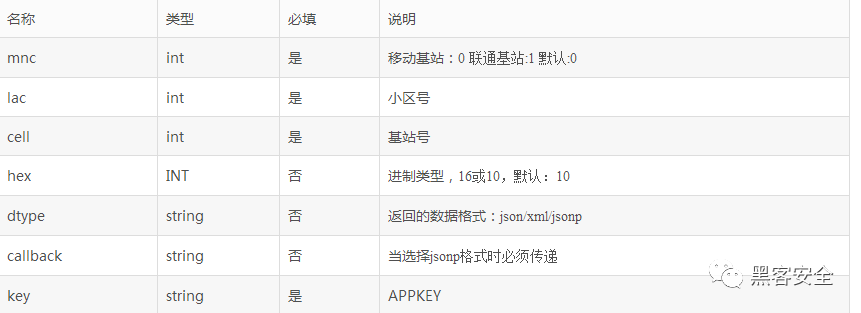 名称 类型 必填 说明
mnc int 是 移动基站：0 联通基站:1 默认:0
lac int 是 小区号
cell int 是 基站号
hex INT 否 进制类型，16或10，默认：10
dtype string 否 返回的数据格式：json/xml/jsonp
callback string 否 当选择jsonp格式时必须传递
key string 是 APPKEY
黑客安全